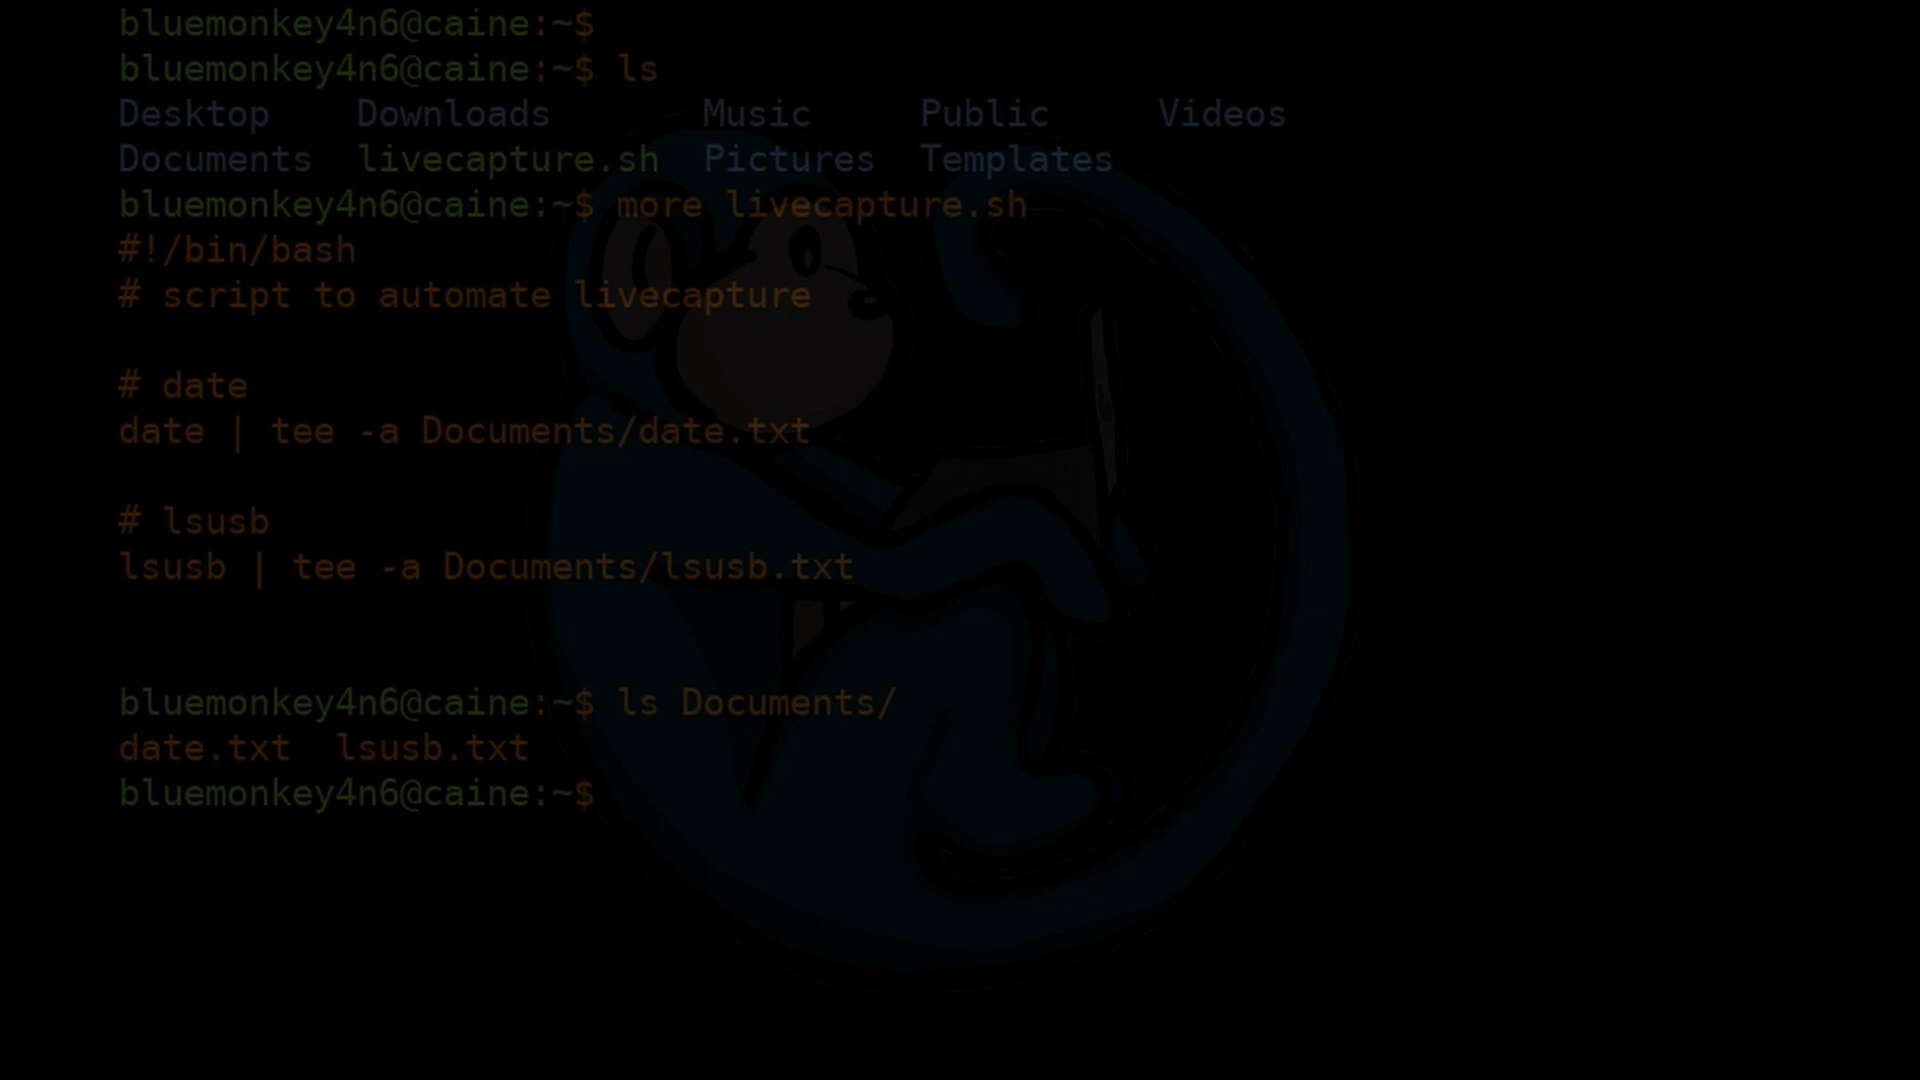 bluemonkey4n6@caine:~$
bluemonkey4n6@caine:~$ ls
Desktop    Downloads       Music     Public     Videos
Documents  livecapture.sh  Pictures  Templates
bluemonkey4n6@caine:~$ more livecapture.sh
#!/bin/bash
# script to automate livecapture
# date
date | tee -a Documents/date.txt
# lsusb
lsusb | tee -a Documents/lsusb.txt
bluemonkey4n6@caine:~$ ls Documents/
date.txt  lsusb.txt
bluemonkey4n6@caine:~$